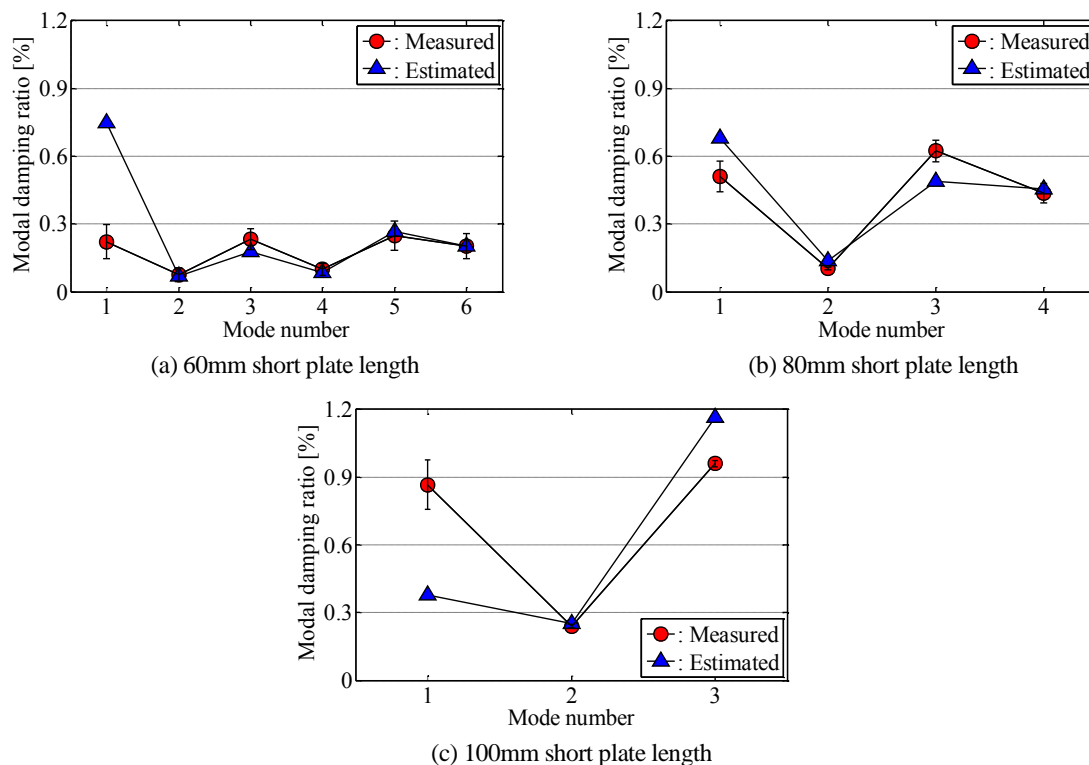 1.2
0.9
0.6
0.3
0
Modal damping ratio [%]
: Measured
: Estimated
1 2 3 4 5 6
Mode number
(a) 60mm short plate length
1.2
0.9
0.6
0.3
0
Modal damping ratio [%]
: Measured
: Estimated
1 2 3 4
Mode number
(b) 80mm short plate length
1.2
0.9
0.6
0.3
0
Modal damping ratio [%]
: Measured
: Estimated
1 2 3
Mode number
(c) 100mm short plate length